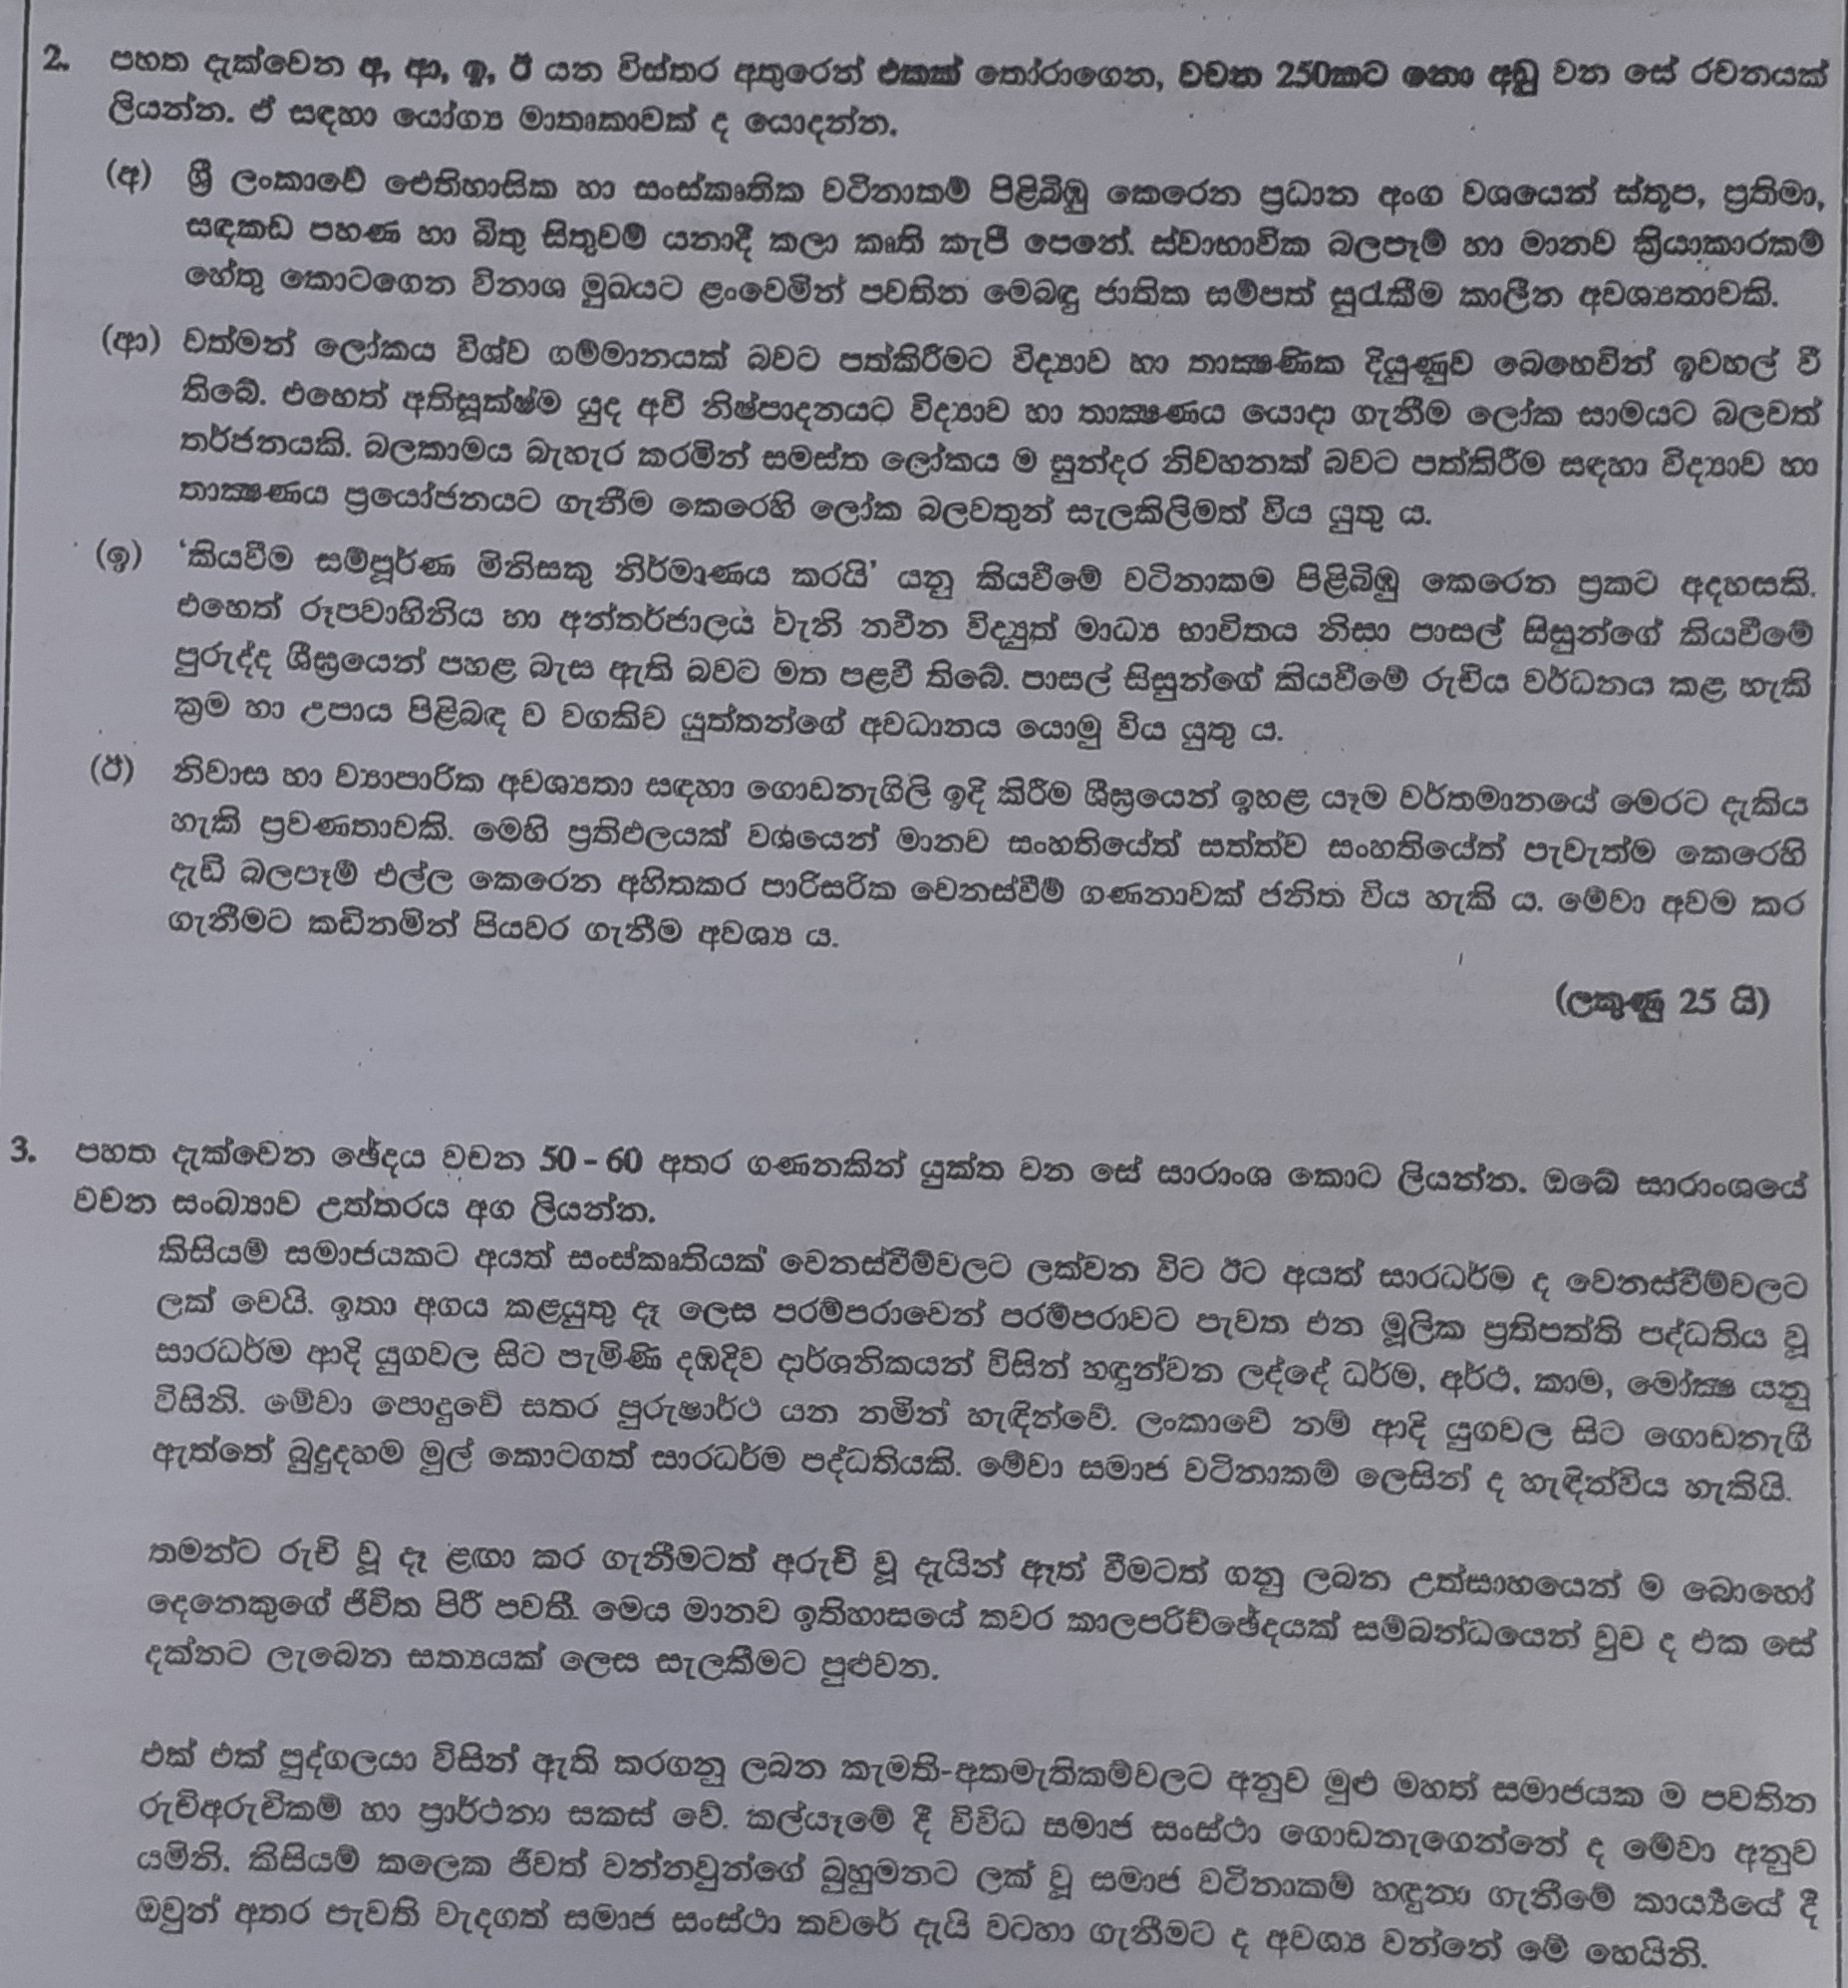 2. පහත දැක්වෙන අ, ආ, ඉ, ඊ යන විස්තර අතුරෙන් එකක් තෝරාගෙන, වචන 250කට නො අඩු වන සේ රචනයක්
ලියන්න. ඒ සඳහා යෝග්‍ය මාතෘකාවක් ද යොදන්න.
(අ) ශ්‍රී ලංකාවේ ඓතිහාසික හා සංස්කෘතික වටිනාකම් පිළිබිඹු කෙරෙන ප්‍රධාන අංග වශයෙන් ස්තූප, ප්‍රතිමා,
සඳකඩ පහණ හා බිතු සිතුවම් යනාදී කලා කෘති කැපී පෙනේ. ස්වාභාවික බලපෑම් හා මානව ක්‍රියාකාරකම්
හේතු කොටගෙන විනාශ මුඛයට ළංවෙමින් පවතින මෙබඳු ජාතික සම්පත් සුරැකීම කාලීන අවශ්‍යතාවකි.
(ආ) වත්මන් ලෝකය විශ්ව ගම්මානයක් බවට පත්කිරීමට විද්‍යාව හා තාක්‍ෂණික දියුණුව බෙහෙවින් ඉවහල් වී
තිබේ. එහෙත් අතිසූක්ෂ්ම යුද අවි නිෂ්පාදනයට විද්‍යාව හා තාක්‍ෂණය යොදා ගැනීම ලෝක සාමයට බලවත්
තර්ජනයකි. බලකාමය බැහැර කරමින් සමස්ත ලෝකය ම සුන්දර නිවහනක් බවට පත්කිරීම සඳහා විද්‍යාව හා
තාක්‍ෂණය ප්‍රයෝජනයට ගැනීම කෙරෙහි ලෝක බලවතුන් සැලකිලිමත් විය යුතු ය.
(ඉ) ‘කියවීම සම්පූර්ණ මිනිසකු නිර්මාණය කරයි’ යනු කියවීමේ වටිනාකම පිළිබිඹු කෙරෙන ප්‍රකට අදහසකි.
එහෙත් රූපවාහිනිය හා අන්තර්ජාලය වැනි නවීන විද්‍යුත් මාධ්‍ය භාවිතය නිසා පාසල් සිසුන්ගේ කියවීමේ
පුරුද්ද ශීඝ්‍රයෙන් පහළ බැස ඇති බවට මත පළවී තිබේ. පාසල් සිසුන්ගේ කියවීමේ රුචිය වර්ධනය කළ හැකි
ක්‍රම හා උපාය පිළිබඳ ව වගකිව යුත්තන්ගේ අවධානය යොමු විය යුතු ය.
(ඊ) නිවාස හා ව්‍යාපාරික අවශ්‍යතා සඳහා ගොඩනැගිලි ඉදි කිරීම ශීඝ්‍රයෙන් ඉහළ යෑම වර්තමානයේ මෙරට දැකිය
හැකි ප්‍රවණතාවකි. මෙහි ප්‍රතිඵලයක් වශයෙන් මානව සංහතියේත් සත්ත්ව සංහතියේත් පැවැත්ම කෙරෙහි
දැඩි බලපෑම් එල්ල කෙරෙන අහිතකර පාරිසරික වෙනස්වීම් ගණනාවක් ජනිත විය හැකි ය. මේවා අවම කර
ගැනීමට කඩිනමින් පියවර ගැනීම අවශ්‍ය ය.
(ලකුණු 25 යි)
3. පහත දැක්වෙන ඡේදය වචන 50 - 60 අතර ගණනකින් යුක්ත වන සේ සාරාංශ කොට ලියන්න. ඔබේ සාරාංශයේ
වචන සංඛ්‍යාව උත්තරය අග ලියන්න.
කිසියම් සමාජයකට අයත් සංස්කෘතියක් වෙනස්වීම්වලට ලක්වන විට ඊට අයත් සාරධර්ම ද වෙනස්වීම්වලට
ලක් වෙයි. ඉතා අගය කළයුතු දෑ ලෙස පරම්පරාවෙන් පරම්පරාවට පැවත එන මූලික ප්‍රතිපත්ති පද්ධතිය වූ
සාරධර්ම ආදි යුගවල සිට පැමිණි දඹදිව දාර්ශනිකයන් විසින් හඳුන්වන ලද්දේ ධර්ම, අර්ථ, කාම, මෝක්‍ෂ යනු
විසිනි. මේවා පොදුවේ සතර පුරුෂාර්ථ යන නමින් හැඳින්වේ. ලංකාවේ නම් ආදි යුගවල සිට ගොඩනැගී
ඇත්තේ බුදුදහම මුල් කොටගත් සාරධර්ම පද්ධතියකි. මේවා සමාජ වටිනාකම් ලෙසින් ද හැඳින්විය හැකියි.
තමන්ට රුචි වූ දෑ ළඟා කර ගැනීමටත් අරුචි වූ දැයින් ඈත් වීමටත් ගනු ලබන උත්සාහයෙන් ම බොහෝ
දෙනෙකුගේ ජීවිත පිරී පවතී. මෙය මානව ඉතිහාසයේ කවර කාලපරිච්ඡේදයක් සම්බන්ධයෙන් වුව ද එක සේ
දක්නට ලැබෙන සත්‍යයක් ලෙස සැලකීමට පුළුවන.
එක් එක් පුද්ගලයා විසින් ඇති කරගනු ලබන කැමති-අකමැතිකම්වලට අනුව මුළු මහත් සමාජයක ම පවතින
රුචිඅරුචිකම් හා ප්‍රාර්ථනා සකස් වේ. කල්යෑමේ දී විවිධ සමාජ සංස්ථා ගොඩනැගෙන්නේ ද මේවා අනුව
යමිනි. කිසියම් කලෙක ජීවත් වන්නවුන්ගේ බුහුමනට ලක් වූ සමාජ වටිනාකම් හඳුනා ගැනීමේ කාර්‍ය්‍යයේ දී
ඔවුන් අතර පැවති වැදගත් සමාජ සංස්ථා කවරේ දැයි වටහා ගැනීමට ද අවශ්‍ය වන්නේ මේ හෙයිනි.